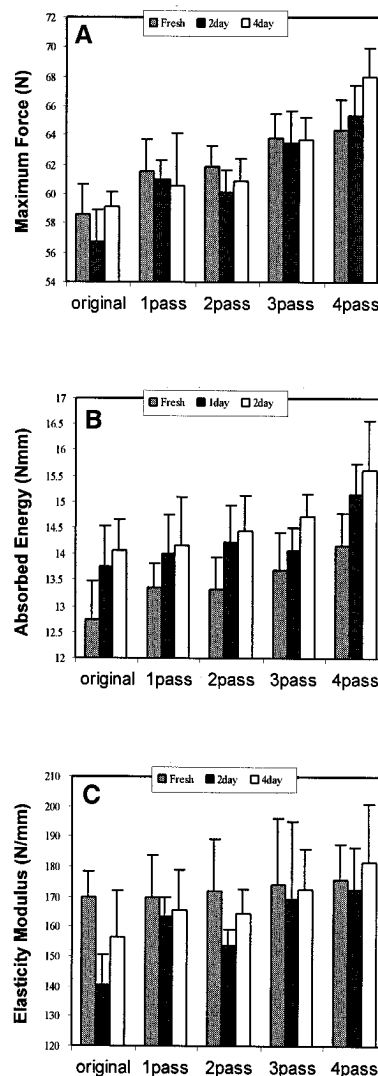 A
Fresh 2day 4day
Maximum Force (N)
72
70
68
66
64
62
60
58
56
54
original 1pass 2pass 3pass 4pass
B
Fresh 1day 2day
Absorbed Energy (Nmm)
17
16.5
16
15.5
15
14.5
14
13.5
13
12.5
12
original 1pass 2pass 3pass 4pass
C
Fresh 2day 4day
Elasticity Modulus (N/mm)
210
200
190
180
170
160
150
140
130
120
original 1pass 2pass 3pass 4pass